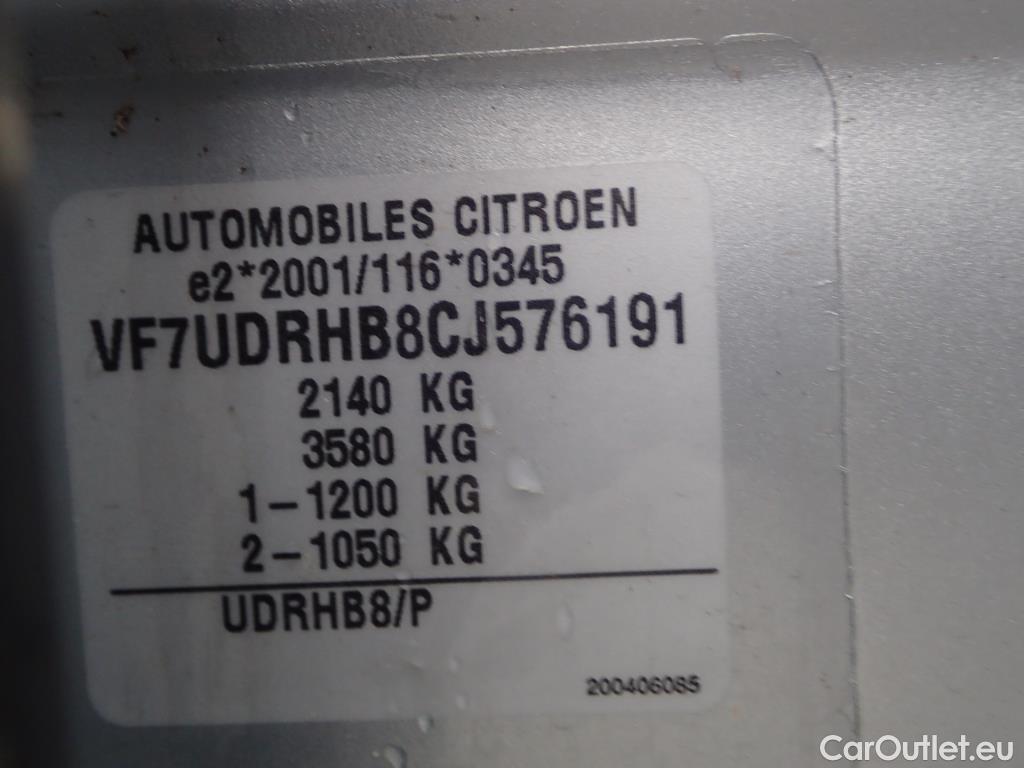 AUTOMOBILES CITROEN
e2*2001/116*0345
VF7UDRHB8CJ576191
2140 KG
3580 KG
1-1200 KG
2-1050 KG
UDRHB8/P
200406085
CarOutlet.eu